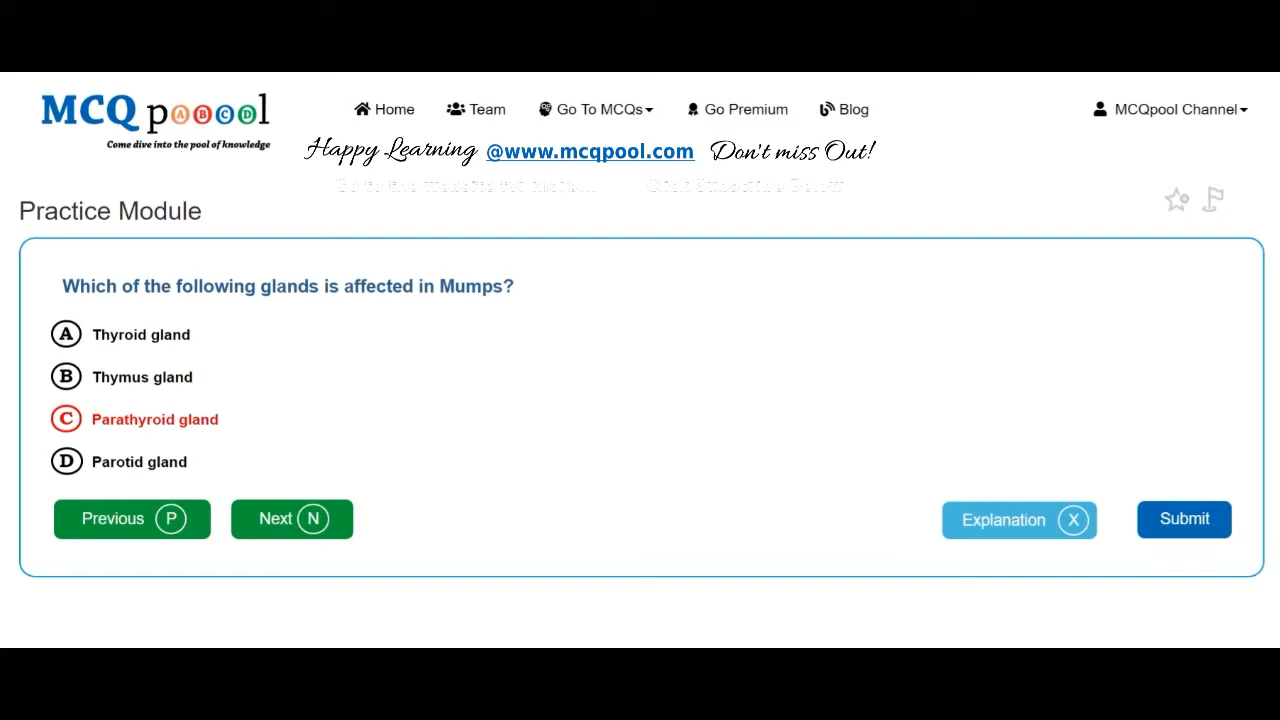 MCQ pooool
Come dive into the pool of knowledge
Home Team Go To MCQs Go Premium Blog MCQpool Channel
Happy Learning @www.mcqpool.com Don't miss Out!
Practice Module
Which of the following glands is affected in Mumps?
A Thyroid gland
B Thymus gland
C Parathyroid gland
D Parotid gland
Previous P Next N Explanation X Submit